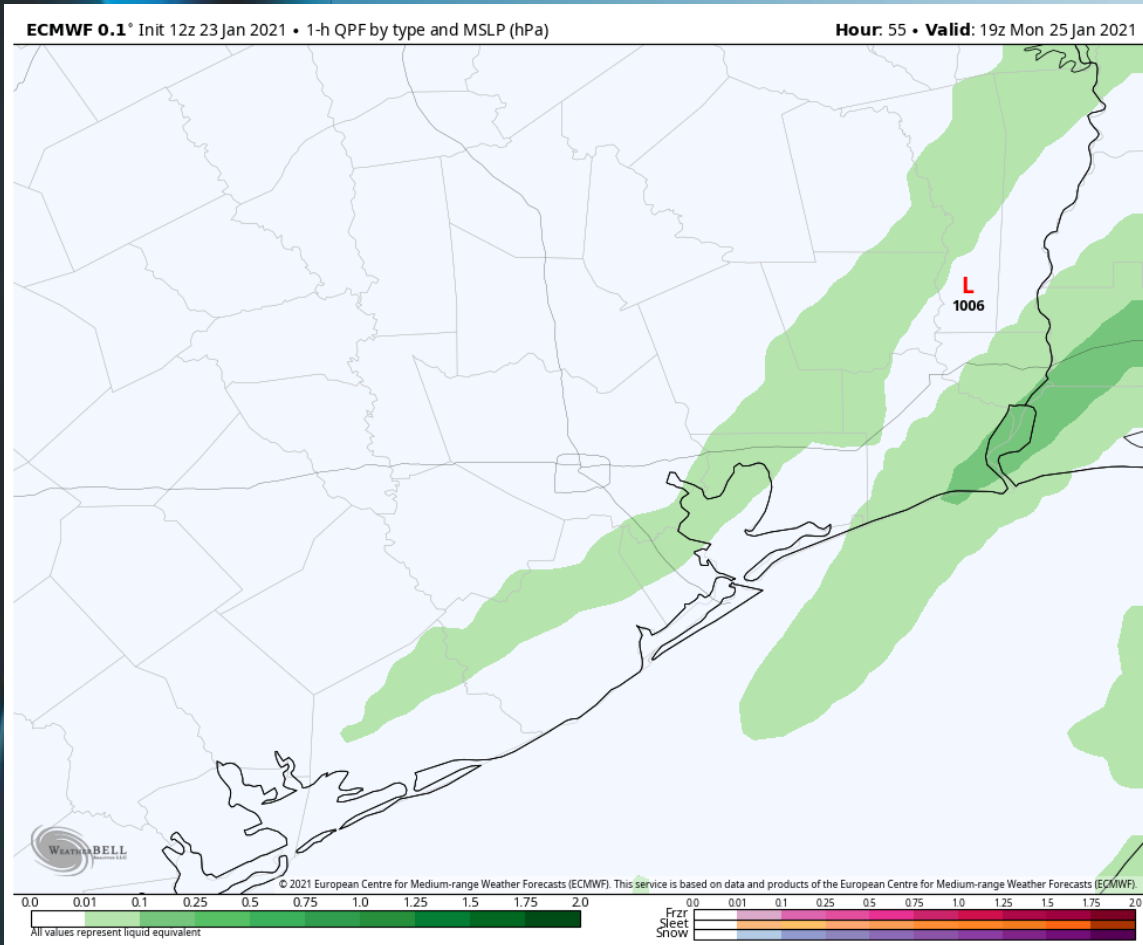 ECMWF 0.1° Init 12z 23 Jan 2021 • 1-h QPF by type and MSLP (hPa)
Hour: 55 • Valid: 19z Mon 25 Jan 2021
L
1006
WEATHERBELL
ANALYTICS LLC
© 2021 European Centre for Medium-range Weather Forecasts (ECMWF). This service is based on data and products of the European Centre for Medium-range Weather Forecasts (ECMWF).
0.0 0.01 0.1 0.25 0.5 0.75 1.0 1.25 1.5 1.75 2.0
All values represent liquid equivalent
0.0 0.01 0.1 0.25 0.5 0.75 1.0 1.25 1.5 1.75 2.0
Frzr
Sleet
Snow